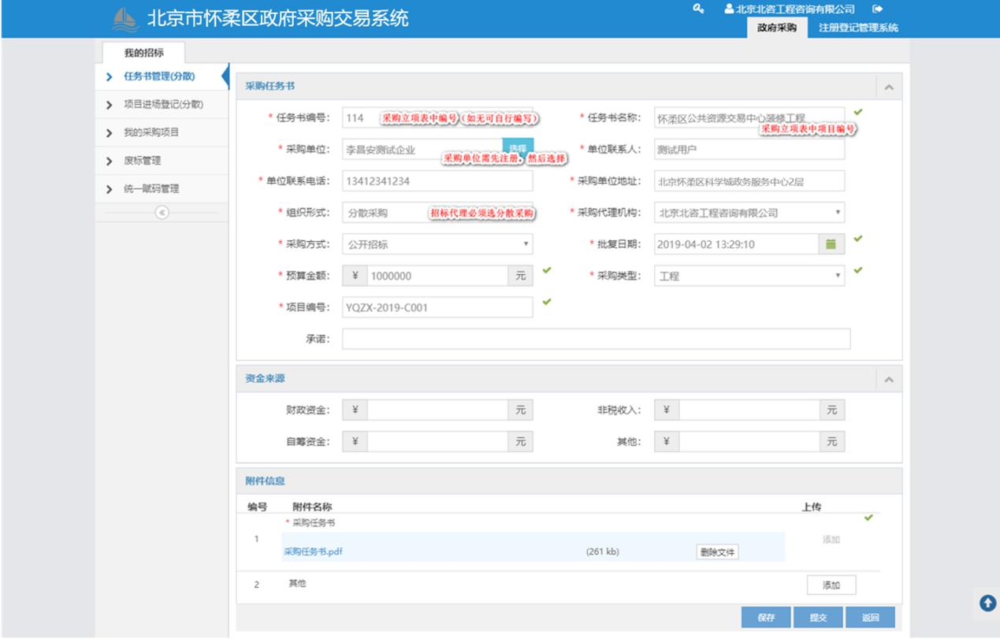 北京市怀柔区政府采购交易系统
北京北咨工程咨询有限公司
政府采购 注册登记管理系统
我的招标
任务书管理(分散)
项目进场登记(分散)
我的采购项目
废标管理
统一赋码管理
采购任务书
* 任务书编号： 114 采购立项表中编号（如无可自行编写） * 任务书名称： 怀柔区公共资源交易中心装修工程
采购立项表中项目编号
* 采购单位： 李昌安测试企业 选择 * 单位联系人： 测试用户
采购单位需先注册，然后选择
* 单位联系电话： 13412341234 * 采购单位地址： 北京怀柔区科学城政务服务中心2层
* 组织形式： 分散采购 招标代理必须选分散采购 * 采购代理机构： 北京北咨工程咨询有限公司
* 采购方式： 公开招标 * 批复日期： 2019-04-02 13:29:10
* 预算金额： ¥ 1000000 元 * 采购类型： 工程
* 项目编号： YQZX-2019-C001
承诺：
资金来源
财政资金： ¥ 元 非税收入： ¥ 元
自筹资金： ¥ 元 其他： ¥ 元
附件信息
编号 附件名称 上传
* 采购任务书
1 添加
采购任务书.pdf (261 kb) 删除文件
2 其他 添加
保存 提交 返回